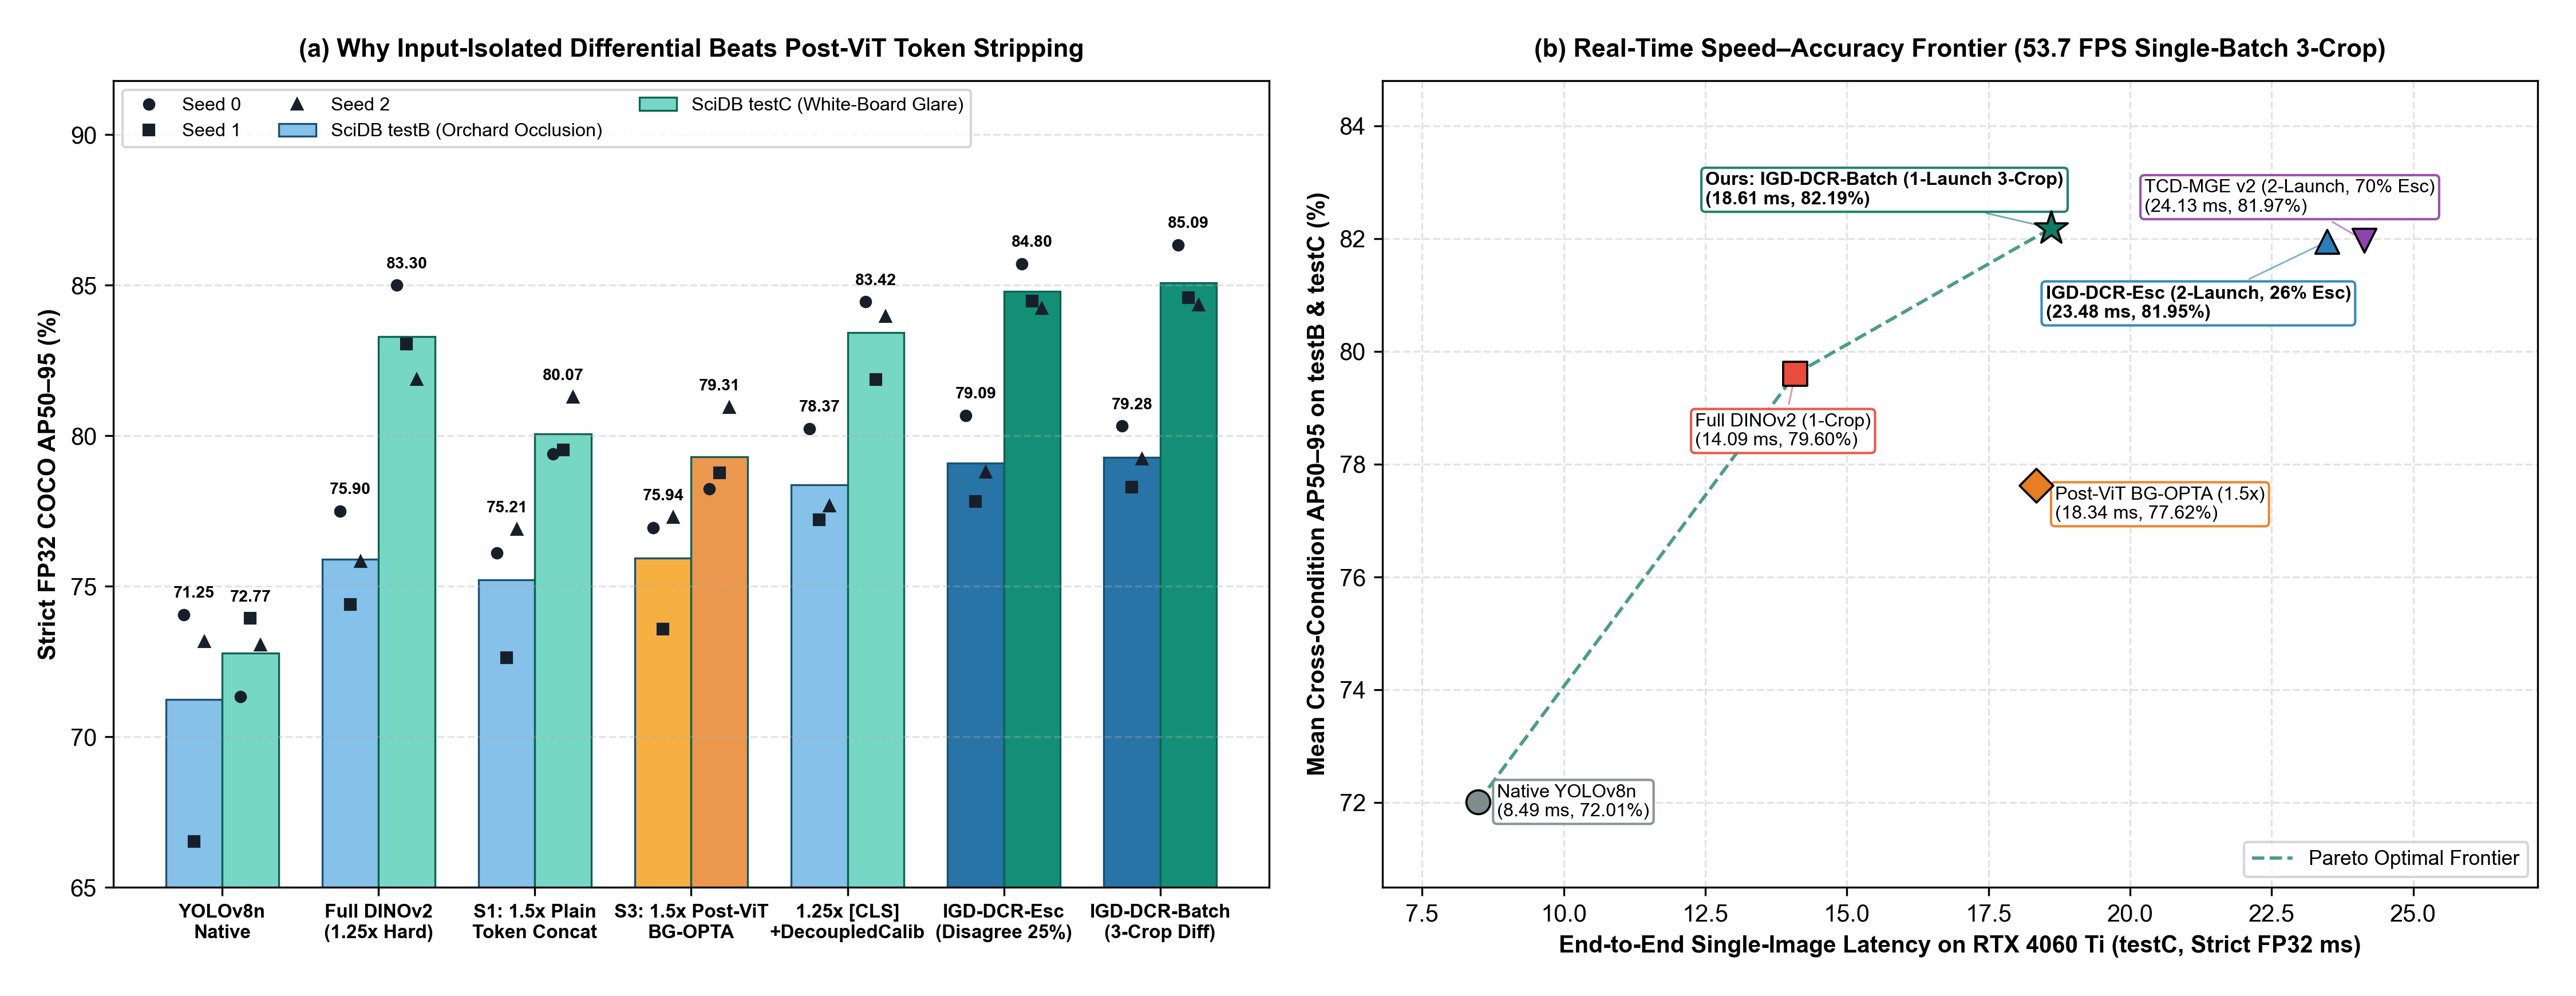 (a) Why Input-Isolated Differential Beats Post-ViT Token Stripping
Strict FP32 COCO AP50–95 (%)
90
85
80
75
70
65
Seed 0
Seed 1
Seed 2
SciDB testB (Orchard Occlusion)
SciDB testC (White-Board Glare)
71.25
72.77
75.90
83.30
75.21
80.07
75.94
79.31
78.37
83.42
79.09
84.80
79.28
85.09
YOLOv8n
Native
Full DINOv2
(1.25x Hard)
S1: 1.5x Plain
Token Concat
S3: 1.5x Post-ViT
BG-OPTA
1.25x [CLS]
+DecoupledCalib
IGD-DCR-Esc
(Disagree 25%)
IGD-DCR-Batch
(3-Crop Diff)
(b) Real-Time Speed–Accuracy Frontier (53.7 FPS Single-Batch 3-Crop)
Mean Cross-Condition AP50–95 on testB & testC (%)
84
82
80
78
76
74
72
Ours: IGD-DCR-Batch (1-Launch 3-Crop)
(18.61 ms, 82.19%)
TCD-MGE v2 (2-Launch, 70% Esc)
(24.13 ms, 81.97%)
IGD-DCR-Esc (2-Launch, 26% Esc)
(23.48 ms, 81.95%)
Full DINOv2 (1-Crop)
(14.09 ms, 79.60%)
Post-ViT BG-OPTA (1.5x)
(18.34 ms, 77.62%)
Native YOLOv8n
(8.49 ms, 72.01%)
Pareto Optimal Frontier
7.5
10.0
12.5
15.0
17.5
20.0
22.5
25.0
End-to-End Single-Image Latency on RTX 4060 Ti (testC, Strict FP32 ms)